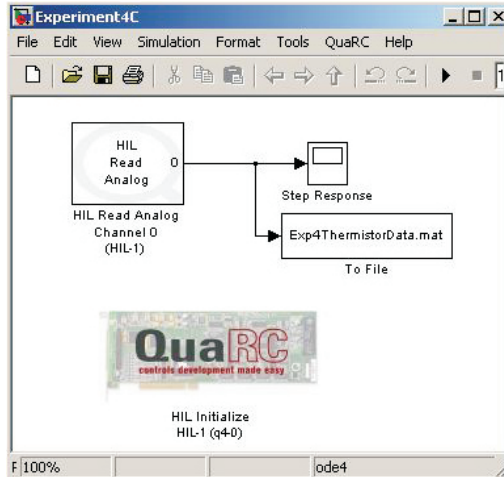 Experiment4C
File Edit View Simulation Format Tools QuaRC Help
HIL
Read 0
Analog
HIL Read Analog
Channel 0
(HIL-1)
Step Response
Exp4ThermistorData.mat
To File
QuaRC
controls development made easy
HIL Initialize
HIL-1 (q4-0)
F 100% ode4